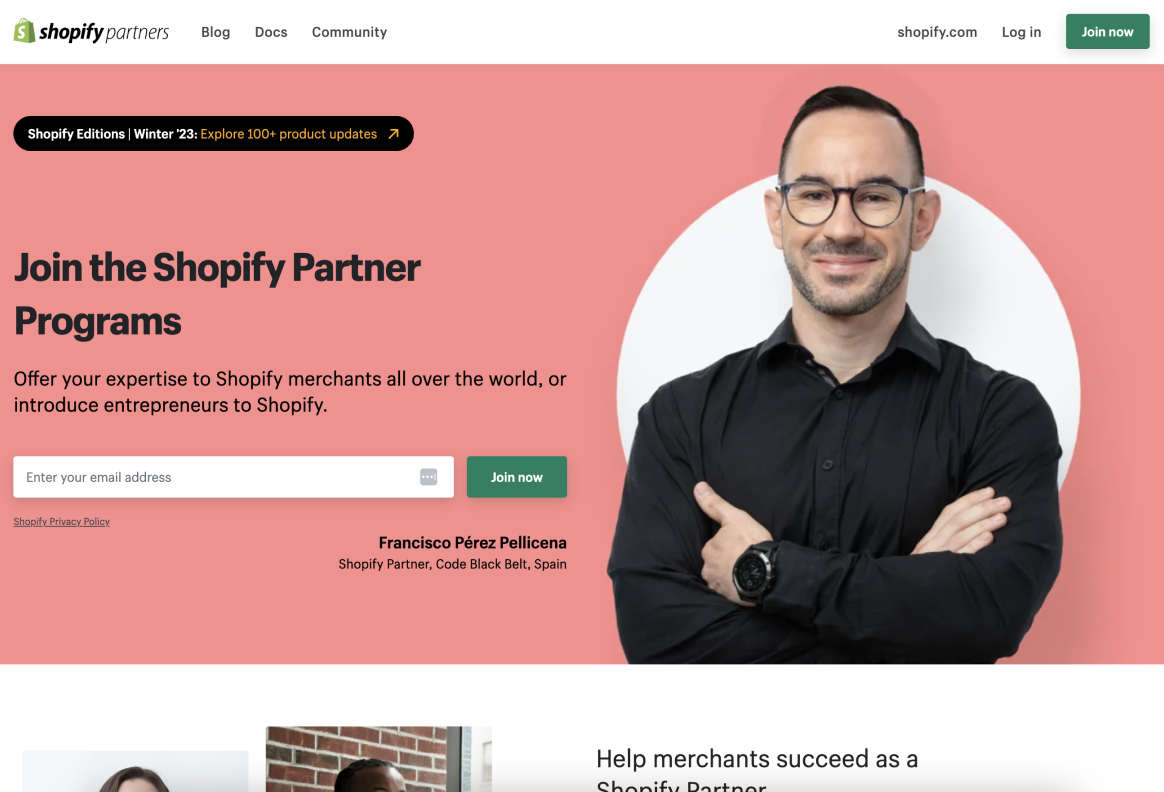 shopify partners
Blog
Docs
Community
shopify.com
Log in
Join now
Shopify Editions | Winter '23: Explore 100+ product updates
Join the Shopify Partner
Programs
Offer your expertise to Shopify merchants all over the world, or
introduce entrepreneurs to Shopify.
Enter your email address
Join now
Shopify Privacy Policy
Francisco Pérez Pellicena
Shopify Partner, Code Black Belt, Spain
Help merchants succeed as a
Shopify Partner